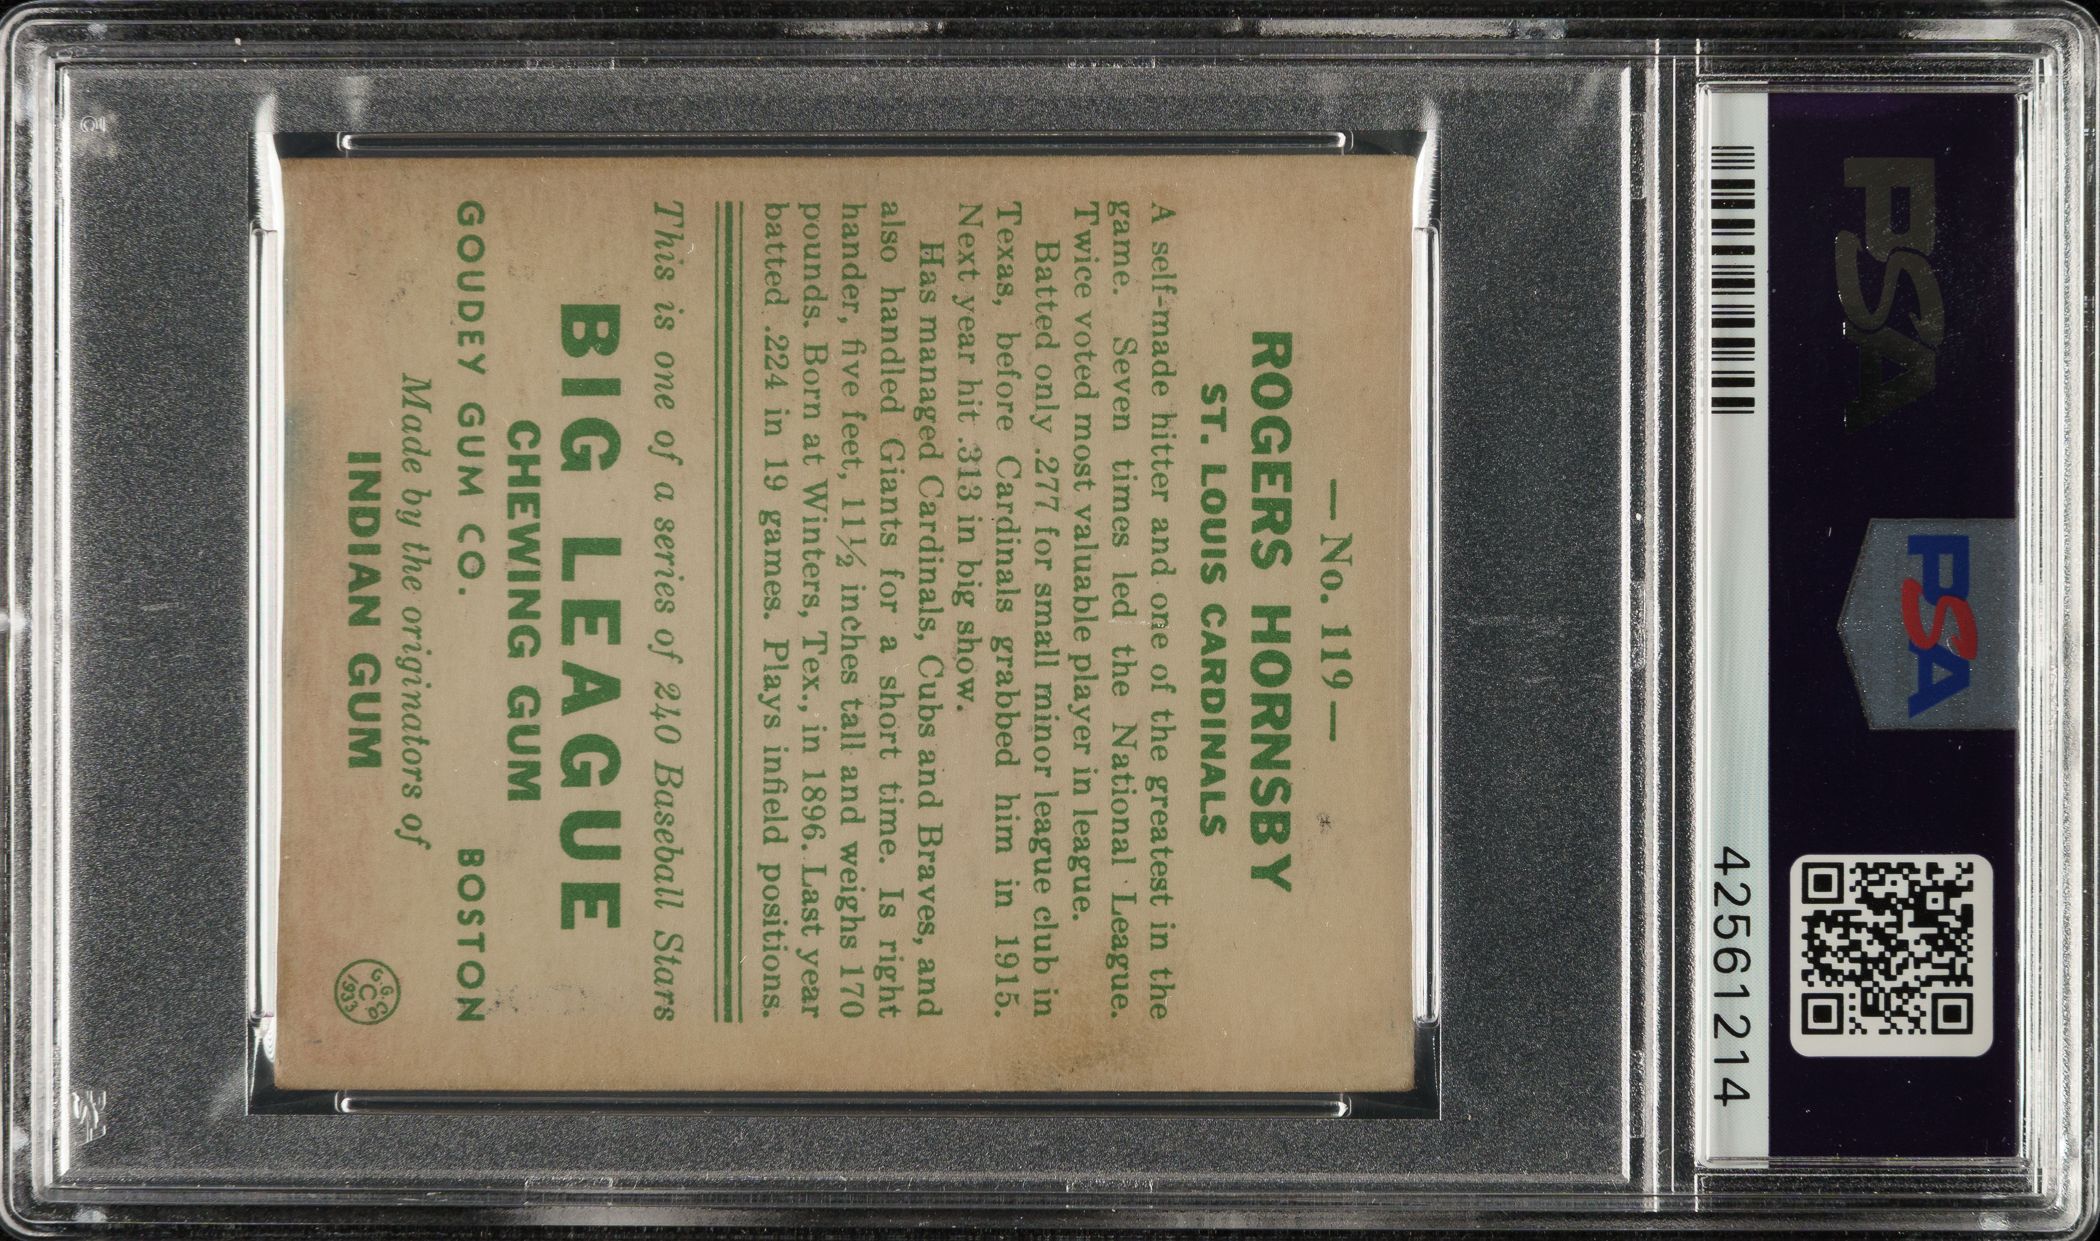 PSA
PSA
42561214
— No. 119 —
ROGERS HORNSBY
ST. LOUIS CARDINALS
A self-made hitter and one of the greatest in the
game. Seven times led the National League.
Twice voted most valuable player in league.
Batted only .277 for small minor league club in
Texas, before Cardinals grabbed him in 1915.
Next year hit .313 in big show.
Has managed Cardinals, Cubs and Braves, and
also handled Giants for a short time. Is right
hander, five feet, 11½ inches tall and weighs 170
pounds. Born at Winters, Tex., in 1896. Last year
batted .224 in 19 games. Plays infield positions.
This is one of a series of 240 Baseball Stars
BIG LEAGUE
CHEWING GUM
GOUDEY GUM CO. BOSTON
Made by the originators of
INDIAN GUM
G.G.Co
C
1933